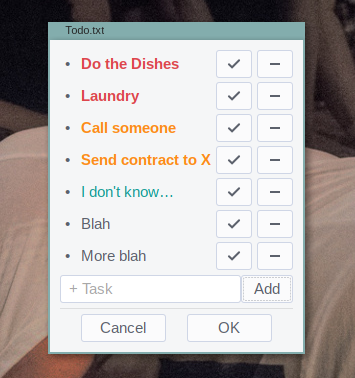 Todo.txt
• Do the Dishes
• Laundry
• Call someone
• Send contract to X
• I don't know…
• Blah
• More blah
+ Task Add
Cancel OK